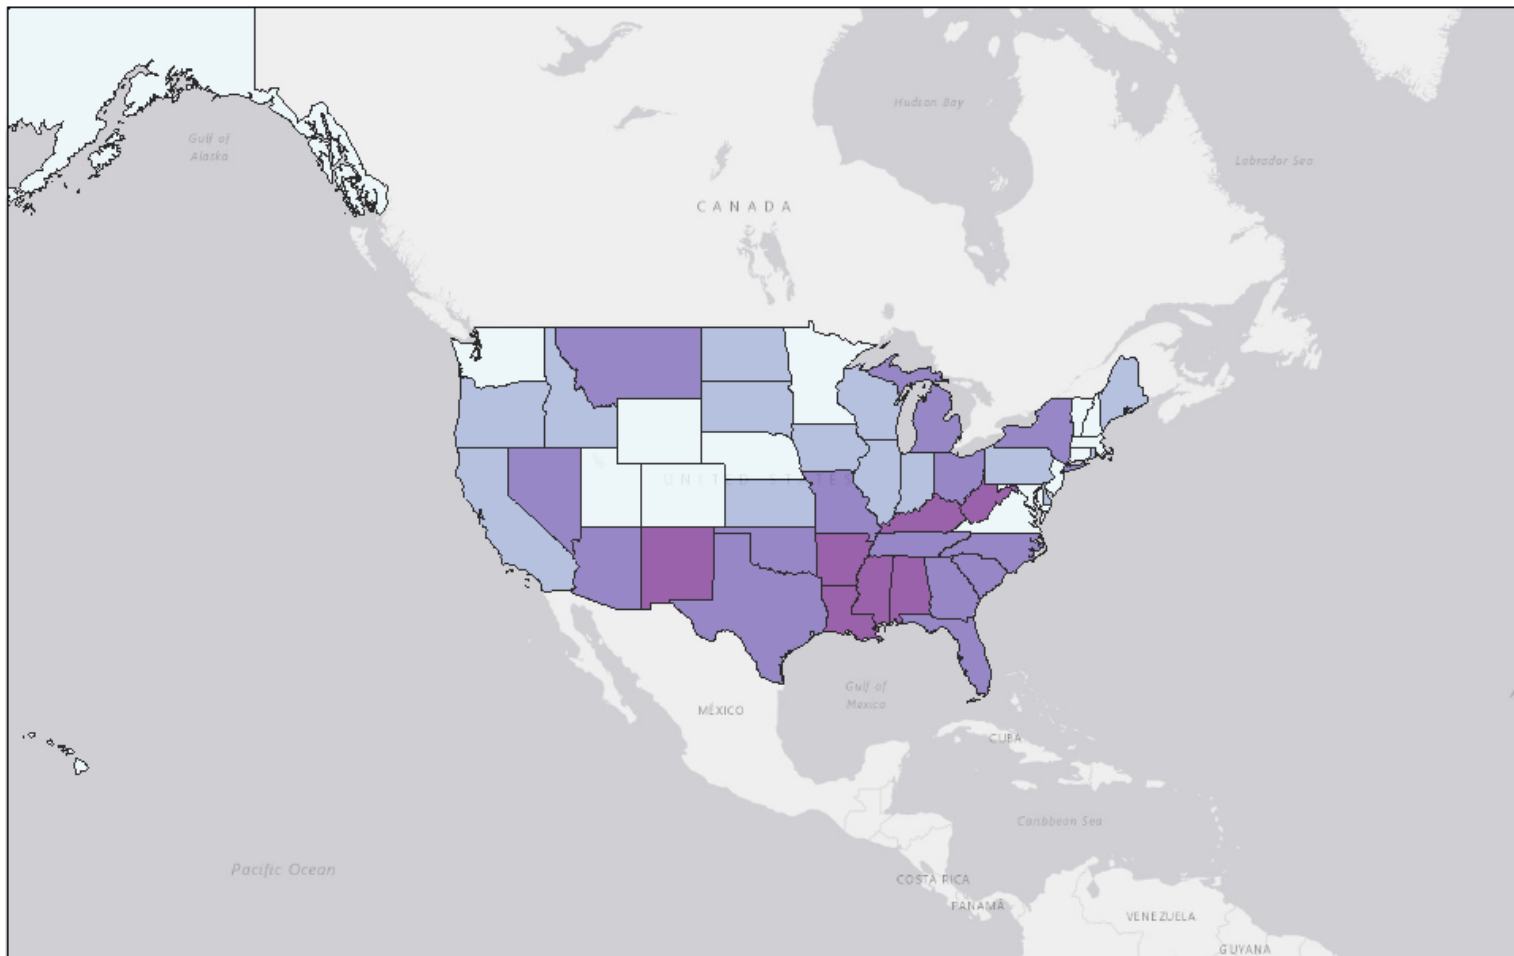 Hudson Bay
Gulf of
Alaska
Labrador Sea
CANADA
UNITED STATES
Gulf of
Mexico
MÉXICO
CUBA
Caribbean Sea
Pacific Ocean
COSTA RICA
PANAMÁ
VENEZUELA
GUYANA